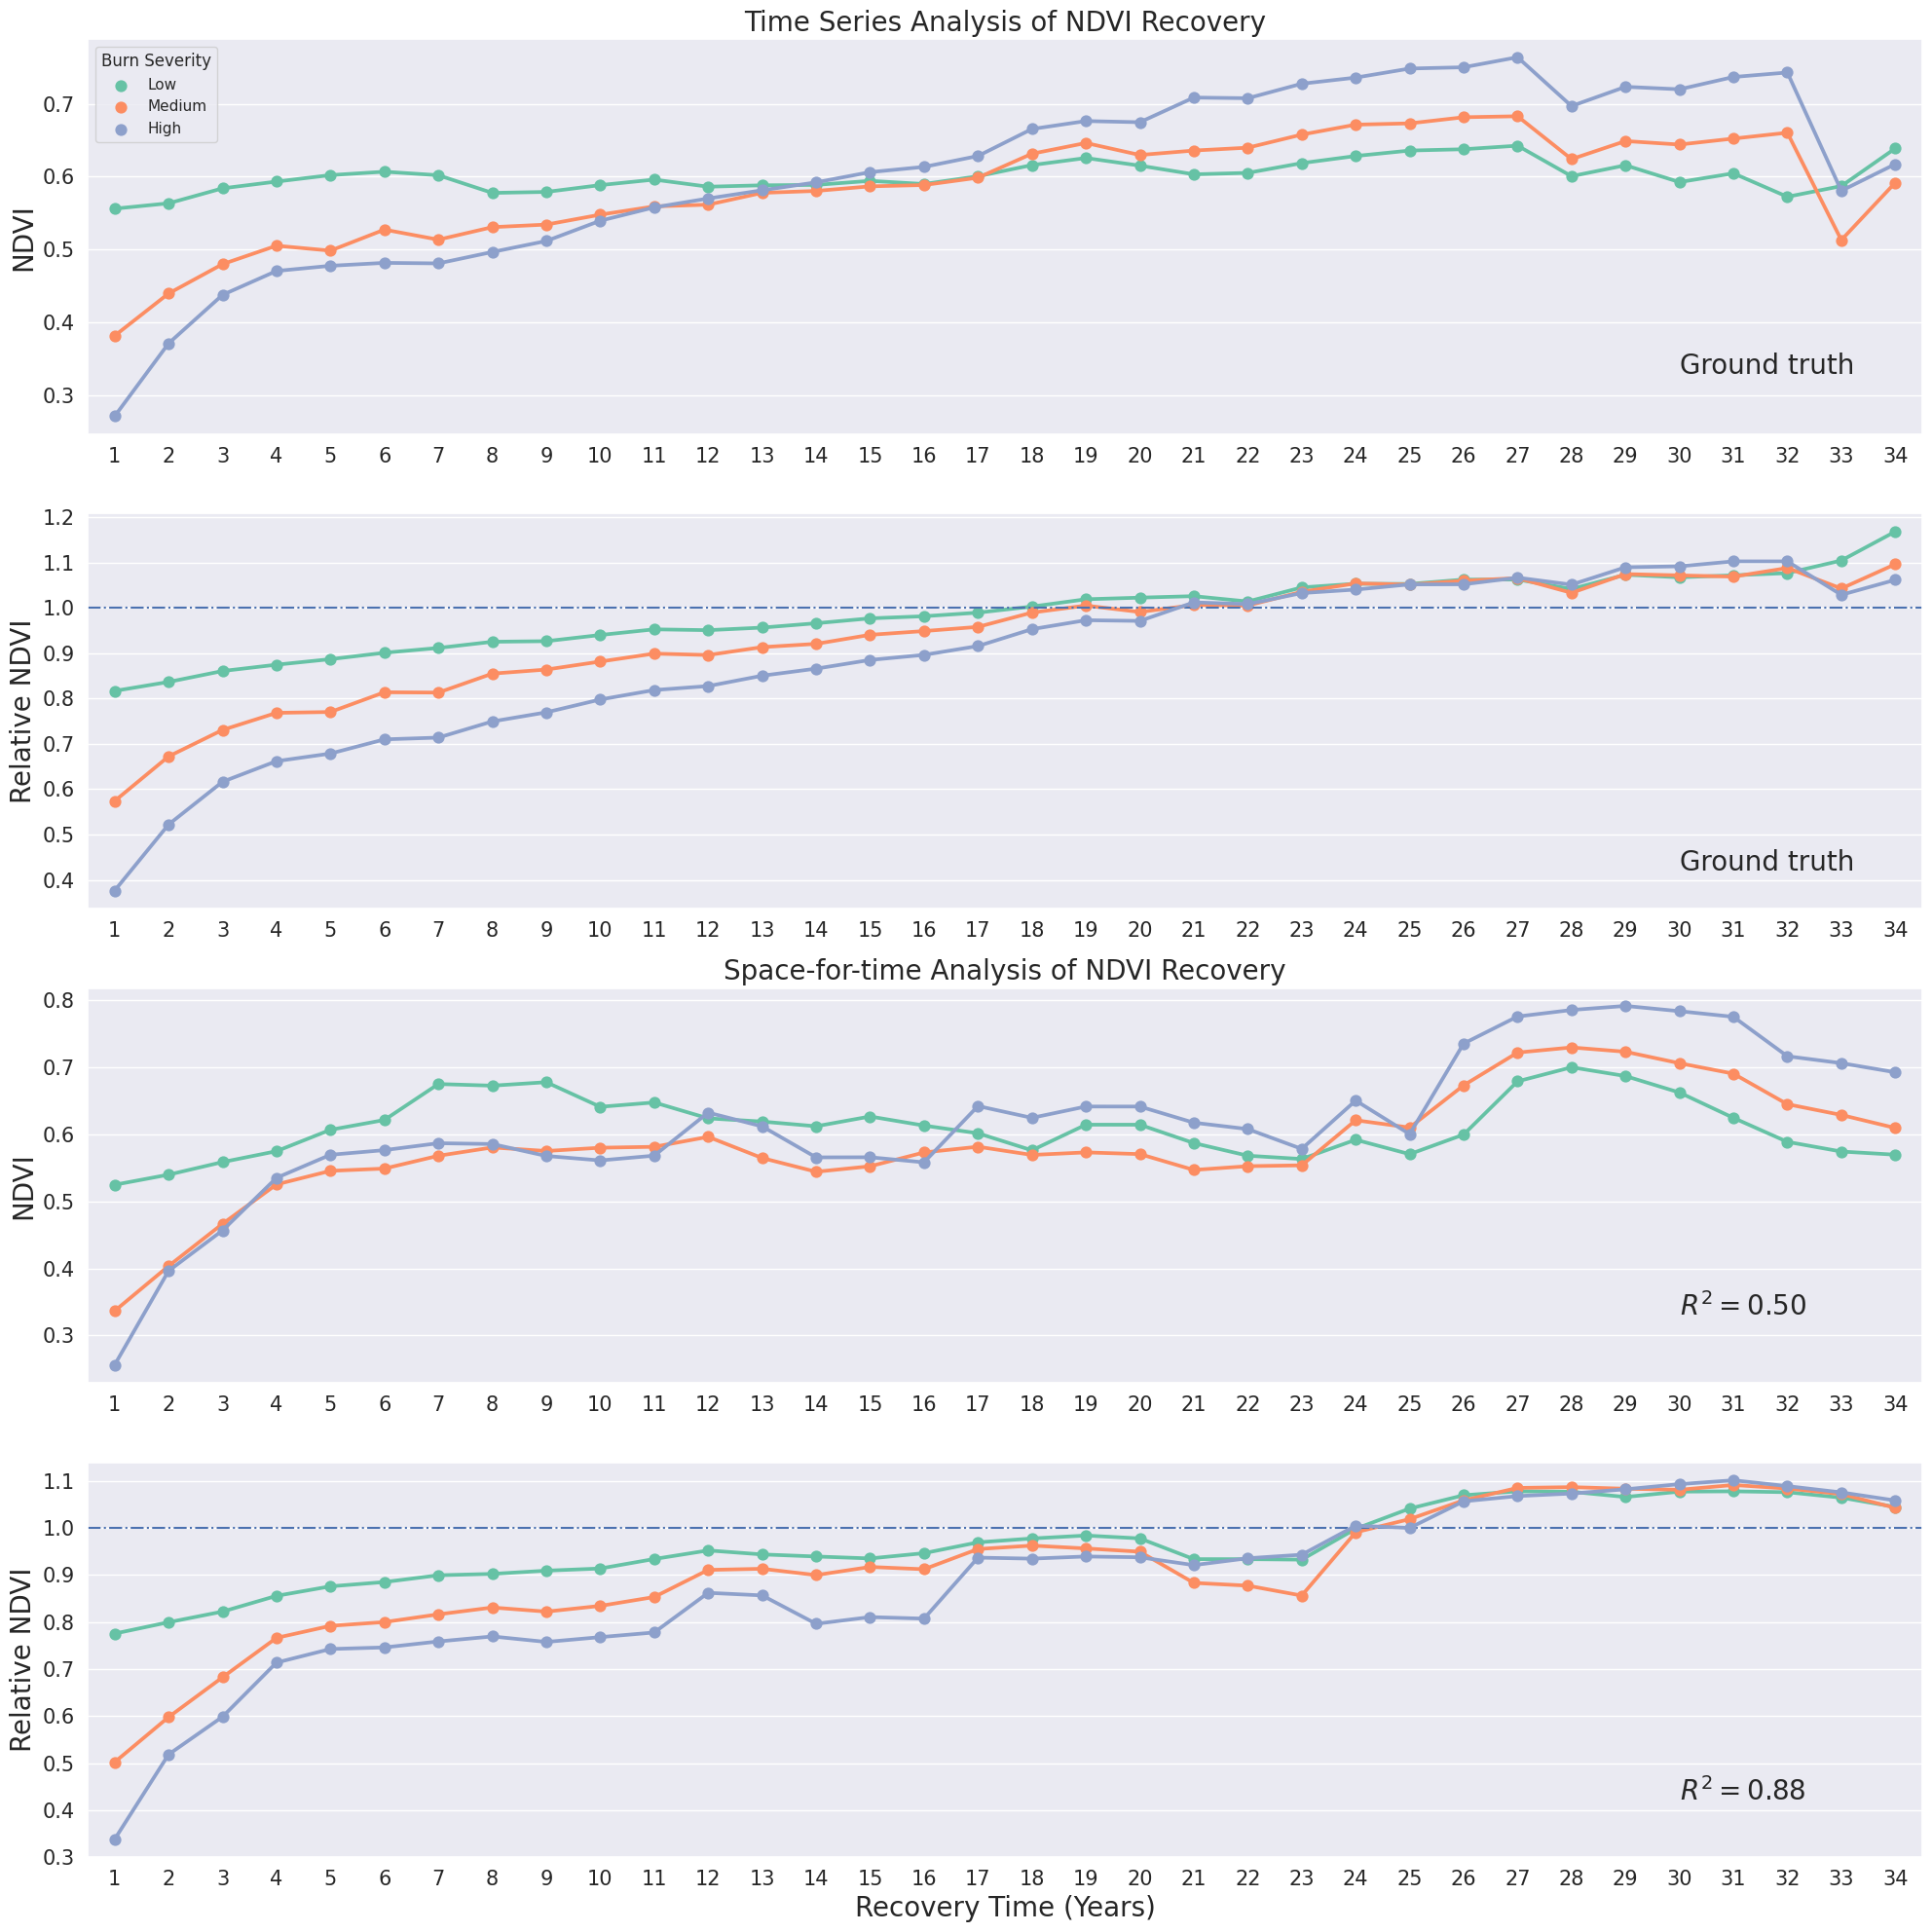 Time Series Analysis of NDVI Recovery
Burn Severity
Low
Medium
High
NDVI
0.7
0.6
0.5
0.4
0.3
Ground truth
1 2 3 4 5 6 7 8 9 10 11 12 13 14 15 16 17 18 19 20 21 22 23 24 25 26 27 28 29 30 31 32 33 34
Relative NDVI
1.2
1.1
1.0
0.9
0.8
0.7
0.6
0.5
0.4
Ground truth
1 2 3 4 5 6 7 8 9 10 11 12 13 14 15 16 17 18 19 20 21 22 23 24 25 26 27 28 29 30 31 32 33 34
Space-for-time Analysis of NDVI Recovery
NDVI
0.8
0.7
0.6
0.5
0.4
0.3
R² = 0.50
1 2 3 4 5 6 7 8 9 10 11 12 13 14 15 16 17 18 19 20 21 22 23 24 25 26 27 28 29 30 31 32 33 34
Relative NDVI
1.1
1.0
0.9
0.8
0.7
0.6
0.5
0.4
0.3
R² = 0.88
1 2 3 4 5 6 7 8 9 10 11 12 13 14 15 16 17 18 19 20 21 22 23 24 25 26 27 28 29 30 31 32 33 34
Recovery Time (Years)